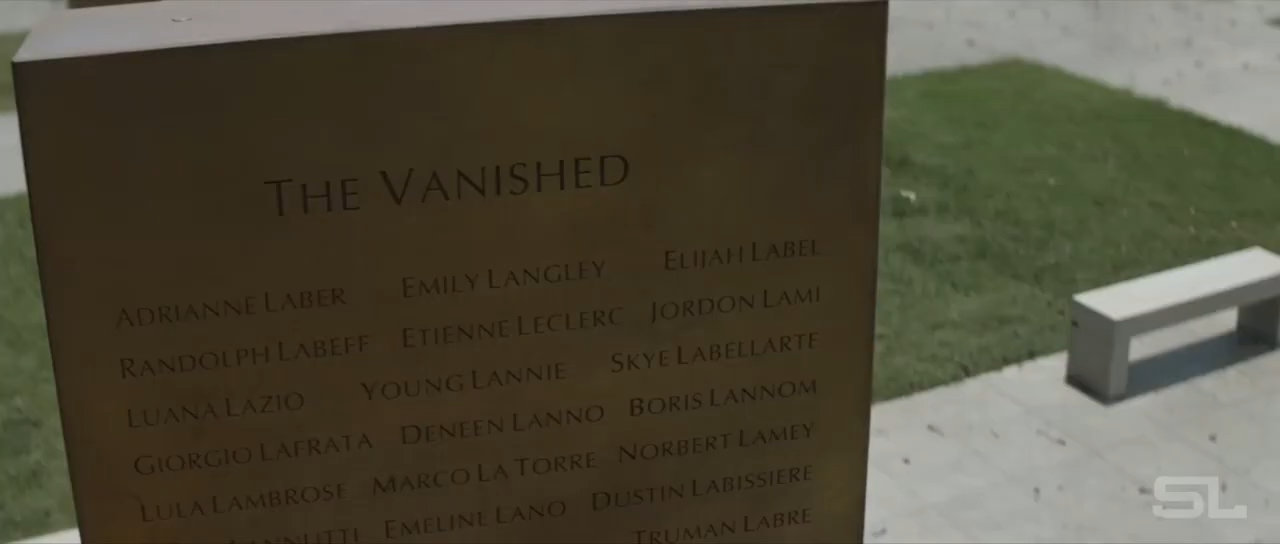 THE VANISHED
ADRIANNE LABER EMILY LANGLEY ELIJAH LABEL
RANDOLPH LABEFF ETIENNE LECLERC JORDON LAMI
LUANA LAZIO YOUNG LANNIE SKYE LABELLARTE
GIORGIO LAFRATA DENEEN LANNO BORIS LANNOM
LULA LAMBROSE MARCO LA TORRE NORBERT LAMEY
EMELINE LANO DUSTIN LABISSIERE
TRUMAN LABRE
SL